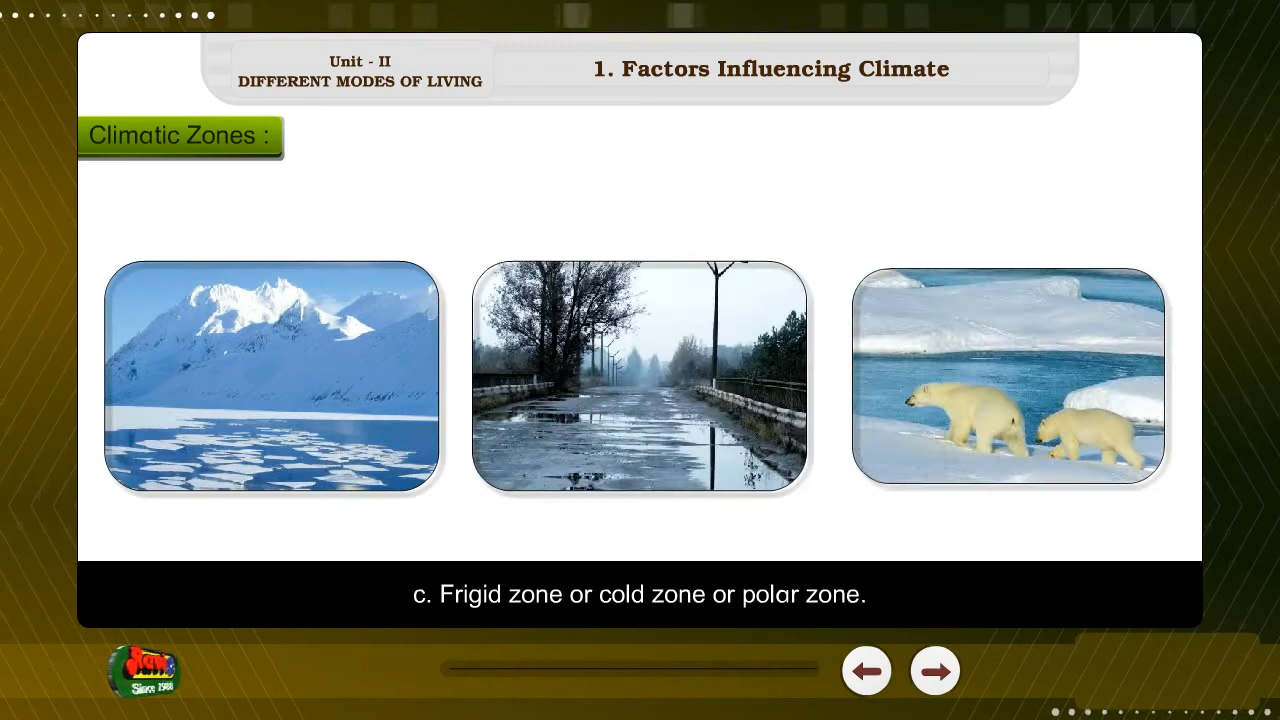 Unit - II
DIFFERENT MODES OF LIVING
1. Factors Influencing Climate
Climatic Zones :
c. Frigid zone or cold zone or polar zone.
Since 1988